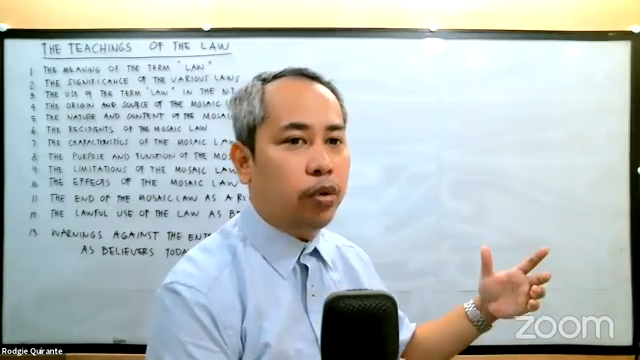 THE TEACHINGS OF THE LAW
1 THE MEANING OF THE TERM "LAW"
2 THE SIGNIFICANCE OF THE VARIOUS LAWS
3 THE USE OF THE TERM "LAW" IN THE N.T.
4 THE ORIGIN AND SOURCE OF THE MOSAIC
5 THE NATURE AND CONTENT OF THE MOSAIC
6 THE RECIPIENTS OF THE MOSAIC LAW
7 THE CHARACTERISTICS OF THE MOSAIC LAW
8 THE PURPOSE AND FUNCTION OF THE MOS
9 THE LIMITATIONS OF THE MOSAIC LAW
10 THE EFFECTS OF THE MOSAIC LAW
11 THE END OF THE MOSAIC LAW AS A
12 THE LAWFUL USE OF THE LAW AS
13. WARNINGS AGAINST THE
AS BELIEVERS TODAY
zoom
Rodgie Quirante